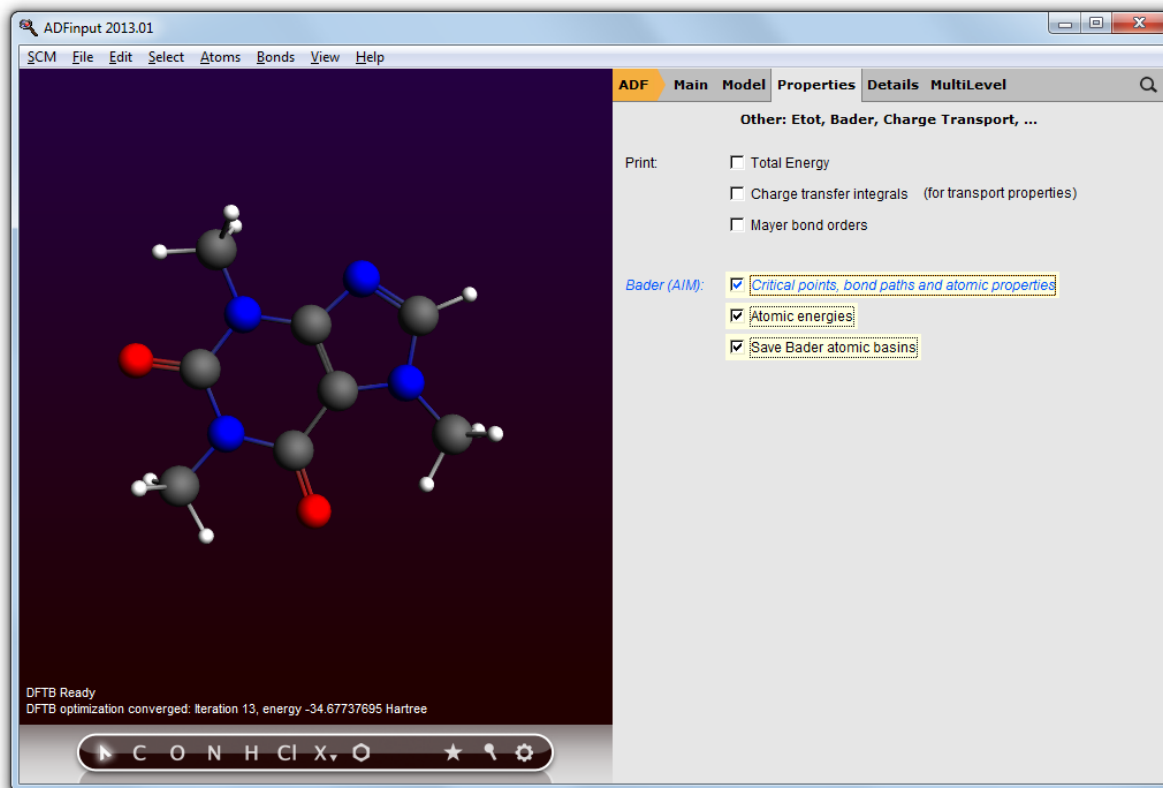 ADFinput 2013.01
SCM File Edit Select Atoms Bonds View Help
ADF Main Model Properties Details MultiLevel
Other: Etot, Bader, Charge Transport, ...
Print: Total Energy
Charge transfer integrals (for transport properties)
Mayer bond orders
Bader (AIM): Critical points, bond paths and atomic properties
Atomic energies
Save Bader atomic basins
DFTB Ready
DFTB optimization converged: Iteration 13, energy -34.67737695 Hartree
C O N H Cl X